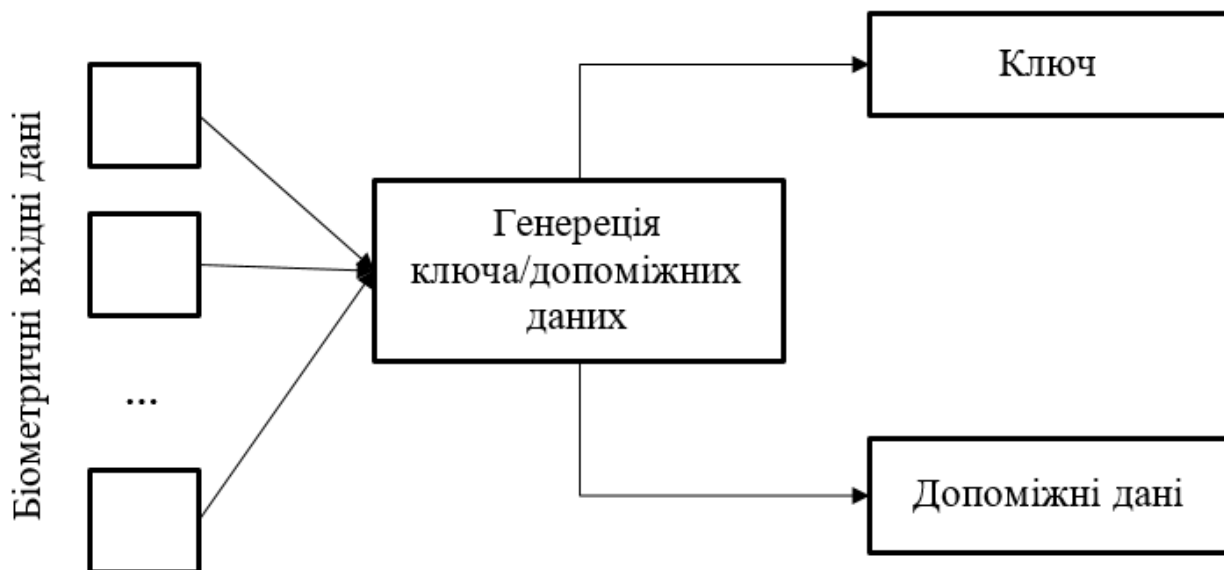 Біометричні вхідні дані
...
Генереція
ключа/допоміжних
даних
Ключ
Допоміжні дані